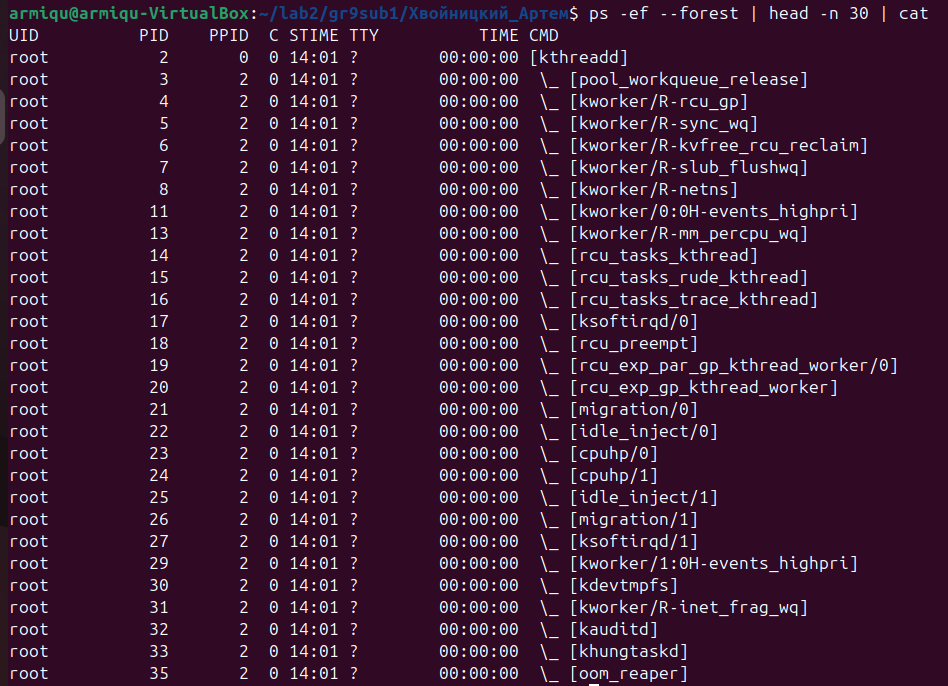 armiqu@armiqu-VirtualBox:~/lab2/gr9sub1/Хвойницкий_Артем$ ps -ef --forest | head -n 30 | cat
UID          PID    PPID  C STIME TTY          TIME CMD
root           2       0  0 14:01 ?        00:00:00 [kthreadd]
root           3       2  0 14:01 ?        00:00:00  \_ [pool_workqueue_release]
root           4       2  0 14:01 ?        00:00:00  \_ [kworker/R-rcu_gp]
root           5       2  0 14:01 ?        00:00:00  \_ [kworker/R-sync_wq]
root           6       2  0 14:01 ?        00:00:00  \_ [kworker/R-kvfree_rcu_reclaim]
root           7       2  0 14:01 ?        00:00:00  \_ [kworker/R-slub_flushwq]
root           8       2  0 14:01 ?        00:00:00  \_ [kworker/R-netns]
root          11       2  0 14:01 ?        00:00:00  \_ [kworker/0:0H-events_highpri]
root          13       2  0 14:01 ?        00:00:00  \_ [kworker/R-mm_percpu_wq]
root          14       2  0 14:01 ?        00:00:00  \_ [rcu_tasks_kthread]
root          15       2  0 14:01 ?        00:00:00  \_ [rcu_tasks_rude_kthread]
root          16       2  0 14:01 ?        00:00:00  \_ [rcu_tasks_trace_kthread]
root          17       2  0 14:01 ?        00:00:00  \_ [ksoftirqd/0]
root          18       2  0 14:01 ?        00:00:00  \_ [rcu_preempt]
root          19       2  0 14:01 ?        00:00:00  \_ [rcu_exp_par_gp_kthread_worker/0]
root          20       2  0 14:01 ?        00:00:00  \_ [rcu_exp_gp_kthread_worker]
root          21       2  0 14:01 ?        00:00:00  \_ [migration/0]
root          22       2  0 14:01 ?        00:00:00  \_ [idle_inject/0]
root          23       2  0 14:01 ?        00:00:00  \_ [cpuhp/0]
root          24       2  0 14:01 ?        00:00:00  \_ [cpuhp/1]
root          25       2  0 14:01 ?        00:00:00  \_ [idle_inject/1]
root          26       2  0 14:01 ?        00:00:00  \_ [migration/1]
root          27       2  0 14:01 ?        00:00:00  \_ [ksoftirqd/1]
root          29       2  0 14:01 ?        00:00:00  \_ [kworker/1:0H-events_highpri]
root          30       2  0 14:01 ?        00:00:00  \_ [kdevtmpfs]
root          31       2  0 14:01 ?        00:00:00  \_ [kworker/R-inet_frag_wq]
root          32       2  0 14:01 ?        00:00:00  \_ [kauditd]
root          33       2  0 14:01 ?        00:00:00  \_ [khungtaskd]
root          35       2  0 14:01 ?        00:00:00  \_ [oom_reaper]